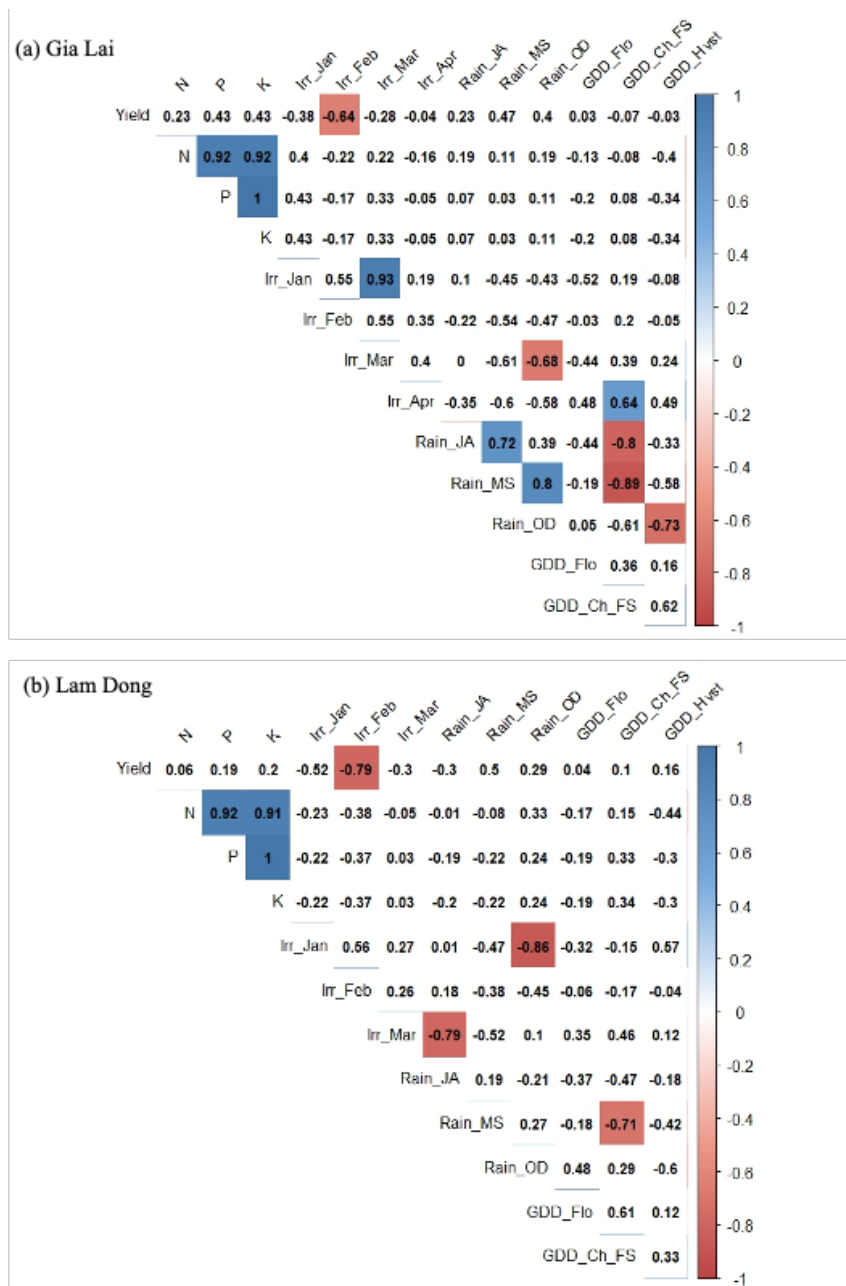 (a) Gia Lai
N P K Irr_Jan Irr_Feb Irr_Mar Irr_Apr Rain_JA Rain_MS Rain_OD GDD_Flo GDD_Ch_FS GDD_Hvst
Yield 0.23 0.43 0.43 -0.38 -0.64 -0.28 -0.04 0.23 0.47 0.4 0.03 -0.07 -0.03
N 0.92 0.92 0.4 -0.22 0.22 -0.16 0.19 0.11 0.19 -0.13 -0.08 -0.4
P 1 0.43 -0.17 0.33 -0.05 0.07 0.03 0.11 -0.2 0.08 -0.34
K 0.43 -0.17 0.33 -0.05 0.07 0.03 0.11 -0.2 0.08 -0.34
Irr_Jan 0.55 0.93 0.19 0.1 -0.45 -0.43 -0.52 0.19 -0.08
Irr_Feb 0.55 0.35 -0.22 -0.54 -0.47 -0.03 0.2 -0.05
Irr_Mar 0.4 0 -0.61 -0.68 -0.44 0.39 0.24
Irr_Apr -0.35 -0.6 -0.58 0.48 0.64 0.49
Rain_JA 0.72 0.39 -0.44 -0.8 -0.33
Rain_MS 0.8 -0.19 -0.89 -0.58
Rain_OD 0.05 -0.61 -0.73
GDD_Flo 0.36 0.16
GDD_Ch_FS 0.62
1
0.8
0.6
0.4
0.2
0
-0.2
-0.4
-0.6
-0.8
-1
(b) Lam Dong
N P K Irr_Jan Irr_Feb Irr_Mar Rain_JA Rain_MS Rain_OD GDD_Flo GDD_Ch_FS GDD_Hvst
Yield 0.06 0.19 0.2 -0.52 -0.79 -0.3 -0.3 0.5 0.29 0.04 0.1 0.16
N 0.92 0.91 -0.23 -0.38 -0.05 -0.01 -0.08 0.33 -0.17 0.15 -0.44
P 1 -0.22 -0.37 0.03 -0.19 -0.22 0.24 -0.19 0.33 -0.3
K -0.22 -0.37 0.03 -0.2 -0.22 0.24 -0.19 0.34 -0.3
Irr_Jan 0.56 0.27 0.01 -0.47 -0.86 -0.32 -0.15 0.57
Irr_Feb 0.26 0.18 -0.38 -0.45 -0.06 -0.17 -0.04
Irr_Mar -0.79 -0.52 0.1 0.35 0.46 0.12
Rain_JA 0.19 -0.21 -0.37 -0.47 -0.18
Rain_MS 0.27 -0.18 -0.71 -0.42
Rain_OD 0.48 0.29 -0.6
GDD_Flo 0.61 0.12
GDD_Ch_FS 0.33
1
0.8
0.6
0.4
0.2
0
-0.2
-0.4
-0.6
-0.8
-1